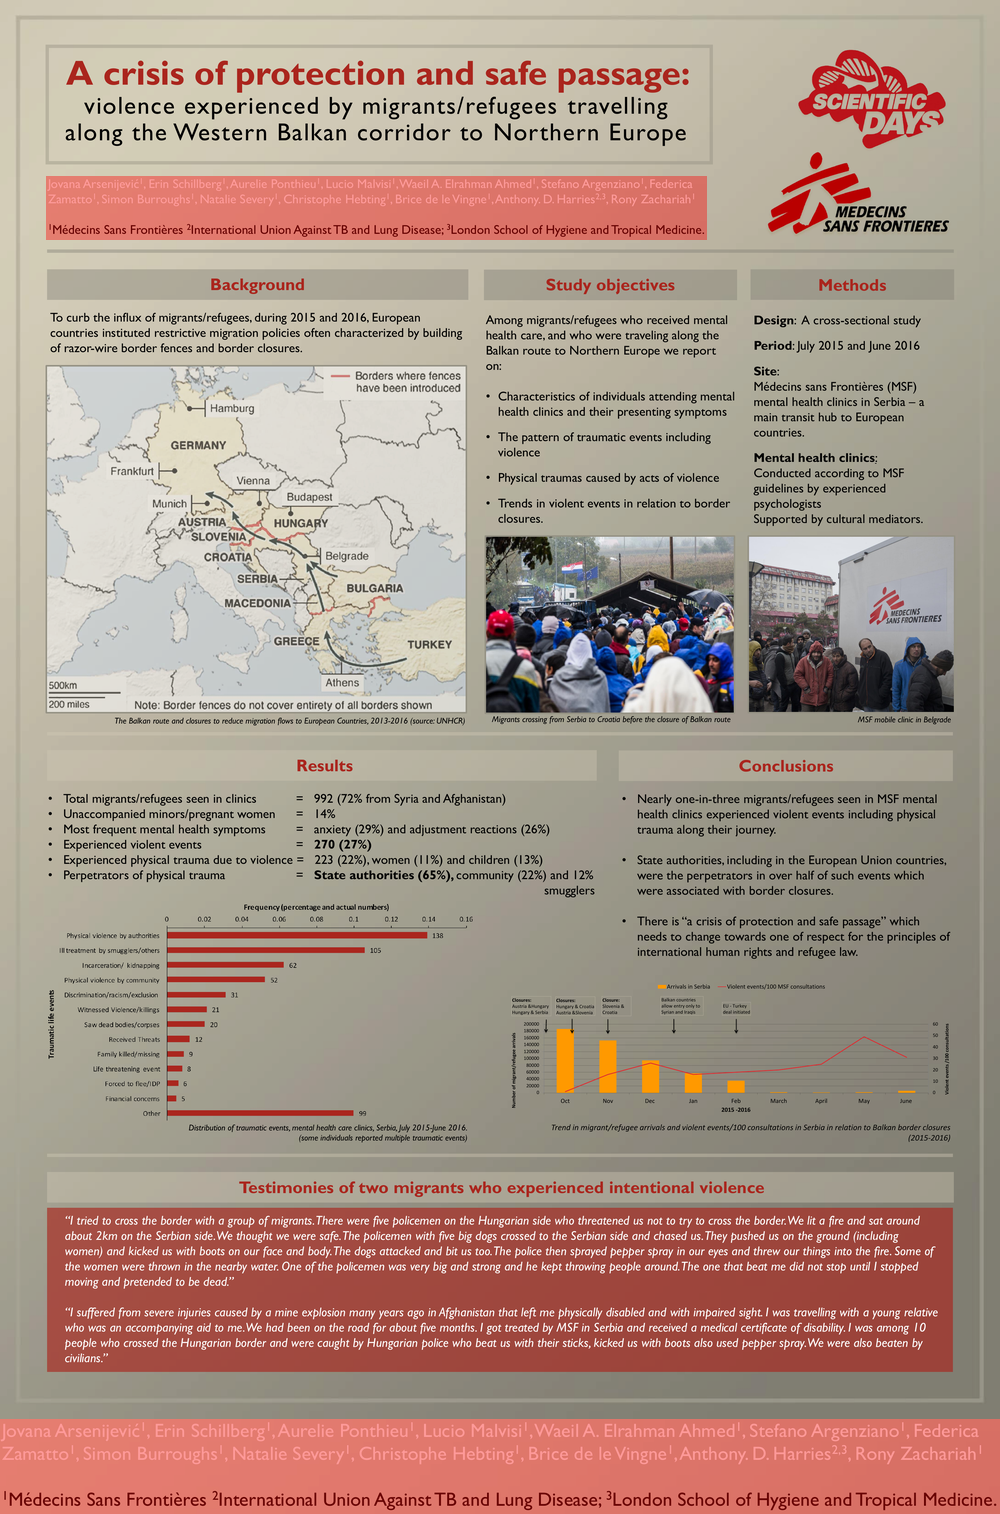 A crisis of protection and safe passage:
violence experienced by migrants/refugees travelling
along the Western Balkan corridor to Northern Europe
SCIENTIFIC
DAYS
MEDECINS
SANS FRONTIERES
Jovana Arsenijević¹, Erin Schillberg¹, Aurelie Ponthieu¹, Lucio Malvisi¹, Waeil A. Elrahman Ahmed¹, Stefano Argenziano¹, Federica
Zamatto¹, Simon Burroughs¹, Natalie Severy¹, Christophe Hebting¹, Brice de le Vingne¹, Anthony. D. Harries²,³, Rony Zachariah¹
¹Médecins Sans Frontières ²International Union Against TB and Lung Disease; ³London School of Hygiene and Tropical Medicine.
Background
To curb the influx of migrants/refugees, during 2015 and 2016, European
countries instituted restrictive migration policies often characterized by building
of razor-wire border fences and border closures.
Borders where fences
have been introduced
Hamburg
GERMANY
Frankfurt
Vienna
Munich
Budapest
AUSTRIA
HUNGARY
SLOVENIA
CROATIA
Belgrade
SERBIA
BULGARIA
MACEDONIA
GREECE
TURKEY
Athens
500km
200 miles
Note: Border fences do not cover entirety of all borders shown
The Balkan route and closures to reduce migration flows to European Countries, 2013-2016 (source: UNHCR)
Study objectives
Among migrants/refugees who received mental
health care, and who were traveling along the
Balkan route to Northern Europe we report
on:
• Characteristics of individuals attending mental
health clinics and their presenting symptoms
• The pattern of traumatic events including
violence
• Physical traumas caused by acts of violence
• Trends in violent events in relation to border
closures.
Migrants crossing from Serbia to Croatia before the closure of Balkan route
Methods
Design: A cross-sectional study
Period: July 2015 and June 2016
Site:
Médecins sans Frontières (MSF)
mental health clinics in Serbia – a
main transit hub to European
countries.
Mental health clinics;
Conducted according to MSF
guidelines by experienced
psychologists
Supported by cultural mediators.
MEDECINS
SANS FRONTIERES
MSF mobile clinic in Belgrade
Results
• Total migrants/refugees seen in clinics = 992 (72% from Syria and Afghanistan)
• Unaccompanied minors/pregnant women = 14%
• Most frequent mental health symptoms = anxiety (29%) and adjustment reactions (26%)
• Experienced violent events = 270 (27%)
• Experienced physical trauma due to violence = 223 (22%), women (11%) and children (13%)
• Perpetrators of physical trauma = State authorities (65%), community (22%) and 12%
smugglers
Frequency (percentage and actual numbers)
0 0.02 0.04 0.06 0.08 0.1 0.12 0.14 0.16
Traumatic life events
Physical violence by authorities 138
Ill treatment by smugglers/others 105
Incarceration/ kidnapping 62
Physical violence by community 52
Discrimination/racism/exclusion 31
Witnessed Violence/killings 21
Saw dead bodies/corpses 20
Received Threats 12
Family killed/missing 9
Life threatening event 8
Forced to flee/IDP 6
Financial concerns 5
Other 99
Distribution of traumatic events, mental health care clinics, Serbia, July 2015-June 2016.
(some individuals reported multiple traumatic events)
Conclusions
• Nearly one-in-three migrants/refugees seen in MSF mental
health clinics experienced violent events including physical
trauma along their journey.
• State authorities, including in the European Union countries,
were the perpetrators in over half of such events which
were associated with border closures.
• There is “a crisis of protection and safe passage” which
needs to change towards one of respect for the principles of
international human rights and refugee law.
Arrivals in Serbia Violent events/100 MSF consultations
Closures:
Austria &Hungary
Hungary & Serbia
Closures:
Hungary & Croatia
Austria &Slovenia
Closure:
Slovenia &
Croatia
Balkan countries
allow entry only to
Syrian and Iraqis
EU - Turkey
deal initiated
Number of migrant/refugee arrivals
200000
180000
160000
140000
120000
100000
80000
60000
40000
20000
0
60
50
40
30
20
10
0
Violent events /100 consultations
Oct Nov Dec Jan Feb March April May June
2015 -2016
Trend in migrant/refugee arrivals and violent events/100 consultations in Serbia in relation to Balkan border closures
(2015-2016)
Testimonies of two migrants who experienced intentional violence
“I tried to cross the border with a group of migrants. There were five policemen on the Hungarian side who threatened us not to try to cross the border. We lit a fire and sat around
about 2km on the Serbian side. We thought we were safe. The policemen with five big dogs crossed to the Serbian side and chased us. They pushed us on the ground (including
women) and kicked us with boots on our face and body. The dogs attacked and bit us too. The police then sprayed pepper spray in our eyes and threw our things into the fire. Some of
the women were thrown in the nearby water. One of the policemen was very big and strong and he kept throwing people around. The one that beat me did not stop until I stopped
moving and pretended to be dead.”
“I suffered from severe injuries caused by a mine explosion many years ago in Afghanistan that left me physically disabled and with impaired sight. I was travelling with a young relative
who was an accompanying aid to me. We had been on the road for about five months. I got treated by MSF in Serbia and received a medical certificate of disability. I was among 10
people who crossed the Hungarian border and were caught by Hungarian police who beat us with their sticks, kicked us with boots also used pepper spray. We were also beaten by
civilians.”
Jovana Arsenijević¹, Erin Schillberg¹, Aurelie Ponthieu¹, Lucio Malvisi¹, Waeil A. Elrahman Ahmed¹, Stefano Argenziano¹, Federica
Zamatto¹, Simon Burroughs¹, Natalie Severy¹, Christophe Hebting¹, Brice de le Vingne¹, Anthony. D. Harries²,³, Rony Zachariah¹
¹Médecins Sans Frontières ²International Union Against TB and Lung Disease; ³London School of Hygiene and Tropical Medicine.